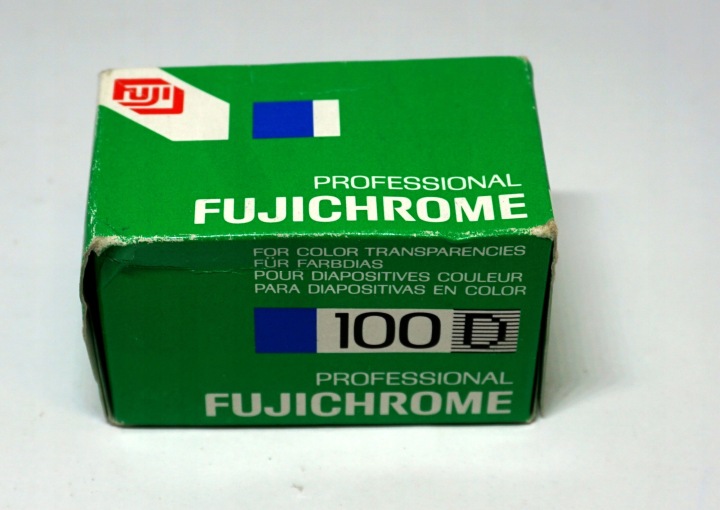 FUJI
PROFESSIONAL
FUJICHROME
FOR COLOR TRANSPARENCIES
FÜR FARBDIAS
POUR DIAPOSITIVES COULEUR
PARA DIAPOSITIVAS EN COLOR
100 D
PROFESSIONAL
FUJICHROME